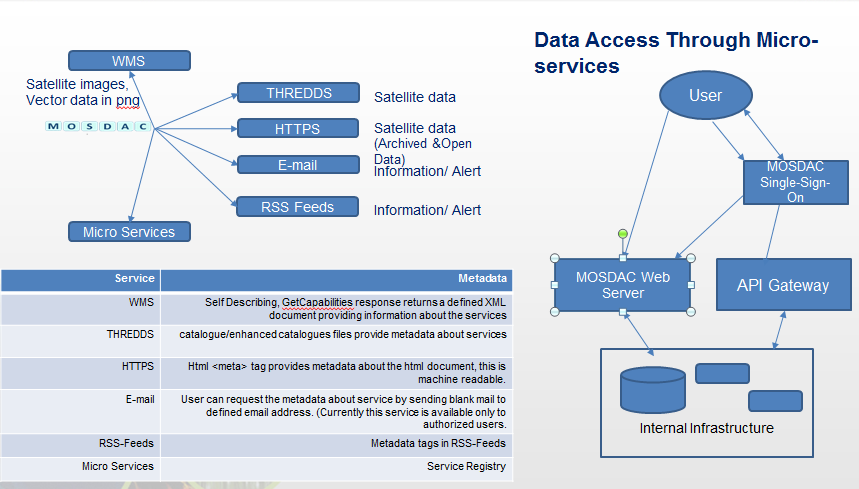 Data Access Through Micro-
services
WMS
Satellite images,
Vector data in png
MOSDAC
THREDDS
Satellite data
HTTPS
Satellite data
(Archived &Open
Data)
E-mail
Information/ Alert
RSS Feeds
Information/ Alert
Micro Services
User
MOSDAC
Single-Sign-
On
MOSDAC Web
Server
API Gateway
Internal Infrastructure
Service Metadata
WMS Self Describing, GetCapabilities response returns a defined XML
document providing information about the services
THREDDS catalogue/enhanced catalogues files provide metadata about services
HTTPS Html <meta> tag provides metadata about the html document, this is
machine readable.
E-mail User can request the metadata about service by sending blank mail to
defined email address. (Currently this service is available only to
authorized users.
RSS-Feeds Metadata tags in RSS-Feeds
Micro Services Service Registry